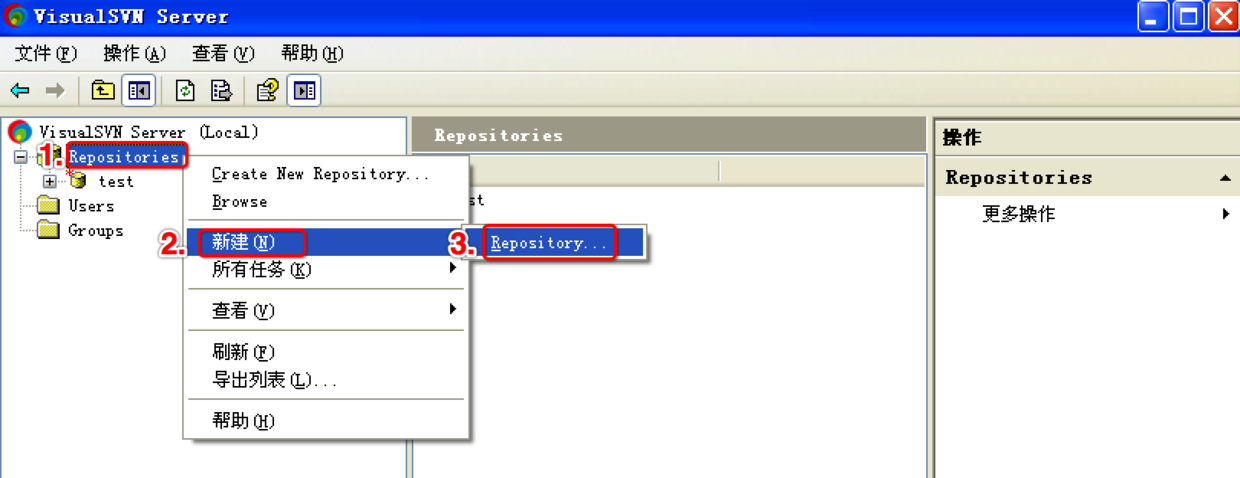 VisualSVN Server
文件(F) 操作(A) 查看(V) 帮助(H)
VisualSVN Server (Local)
1. Repositories
test
Users
Groups
Create New Repository...
Browse
2. 新建(N)
所有任务(K)
查看(V)
刷新(F)
导出列表(L)...
帮助(H)
3. Repository...
Repositories
st
操作
Repositories
更多操作